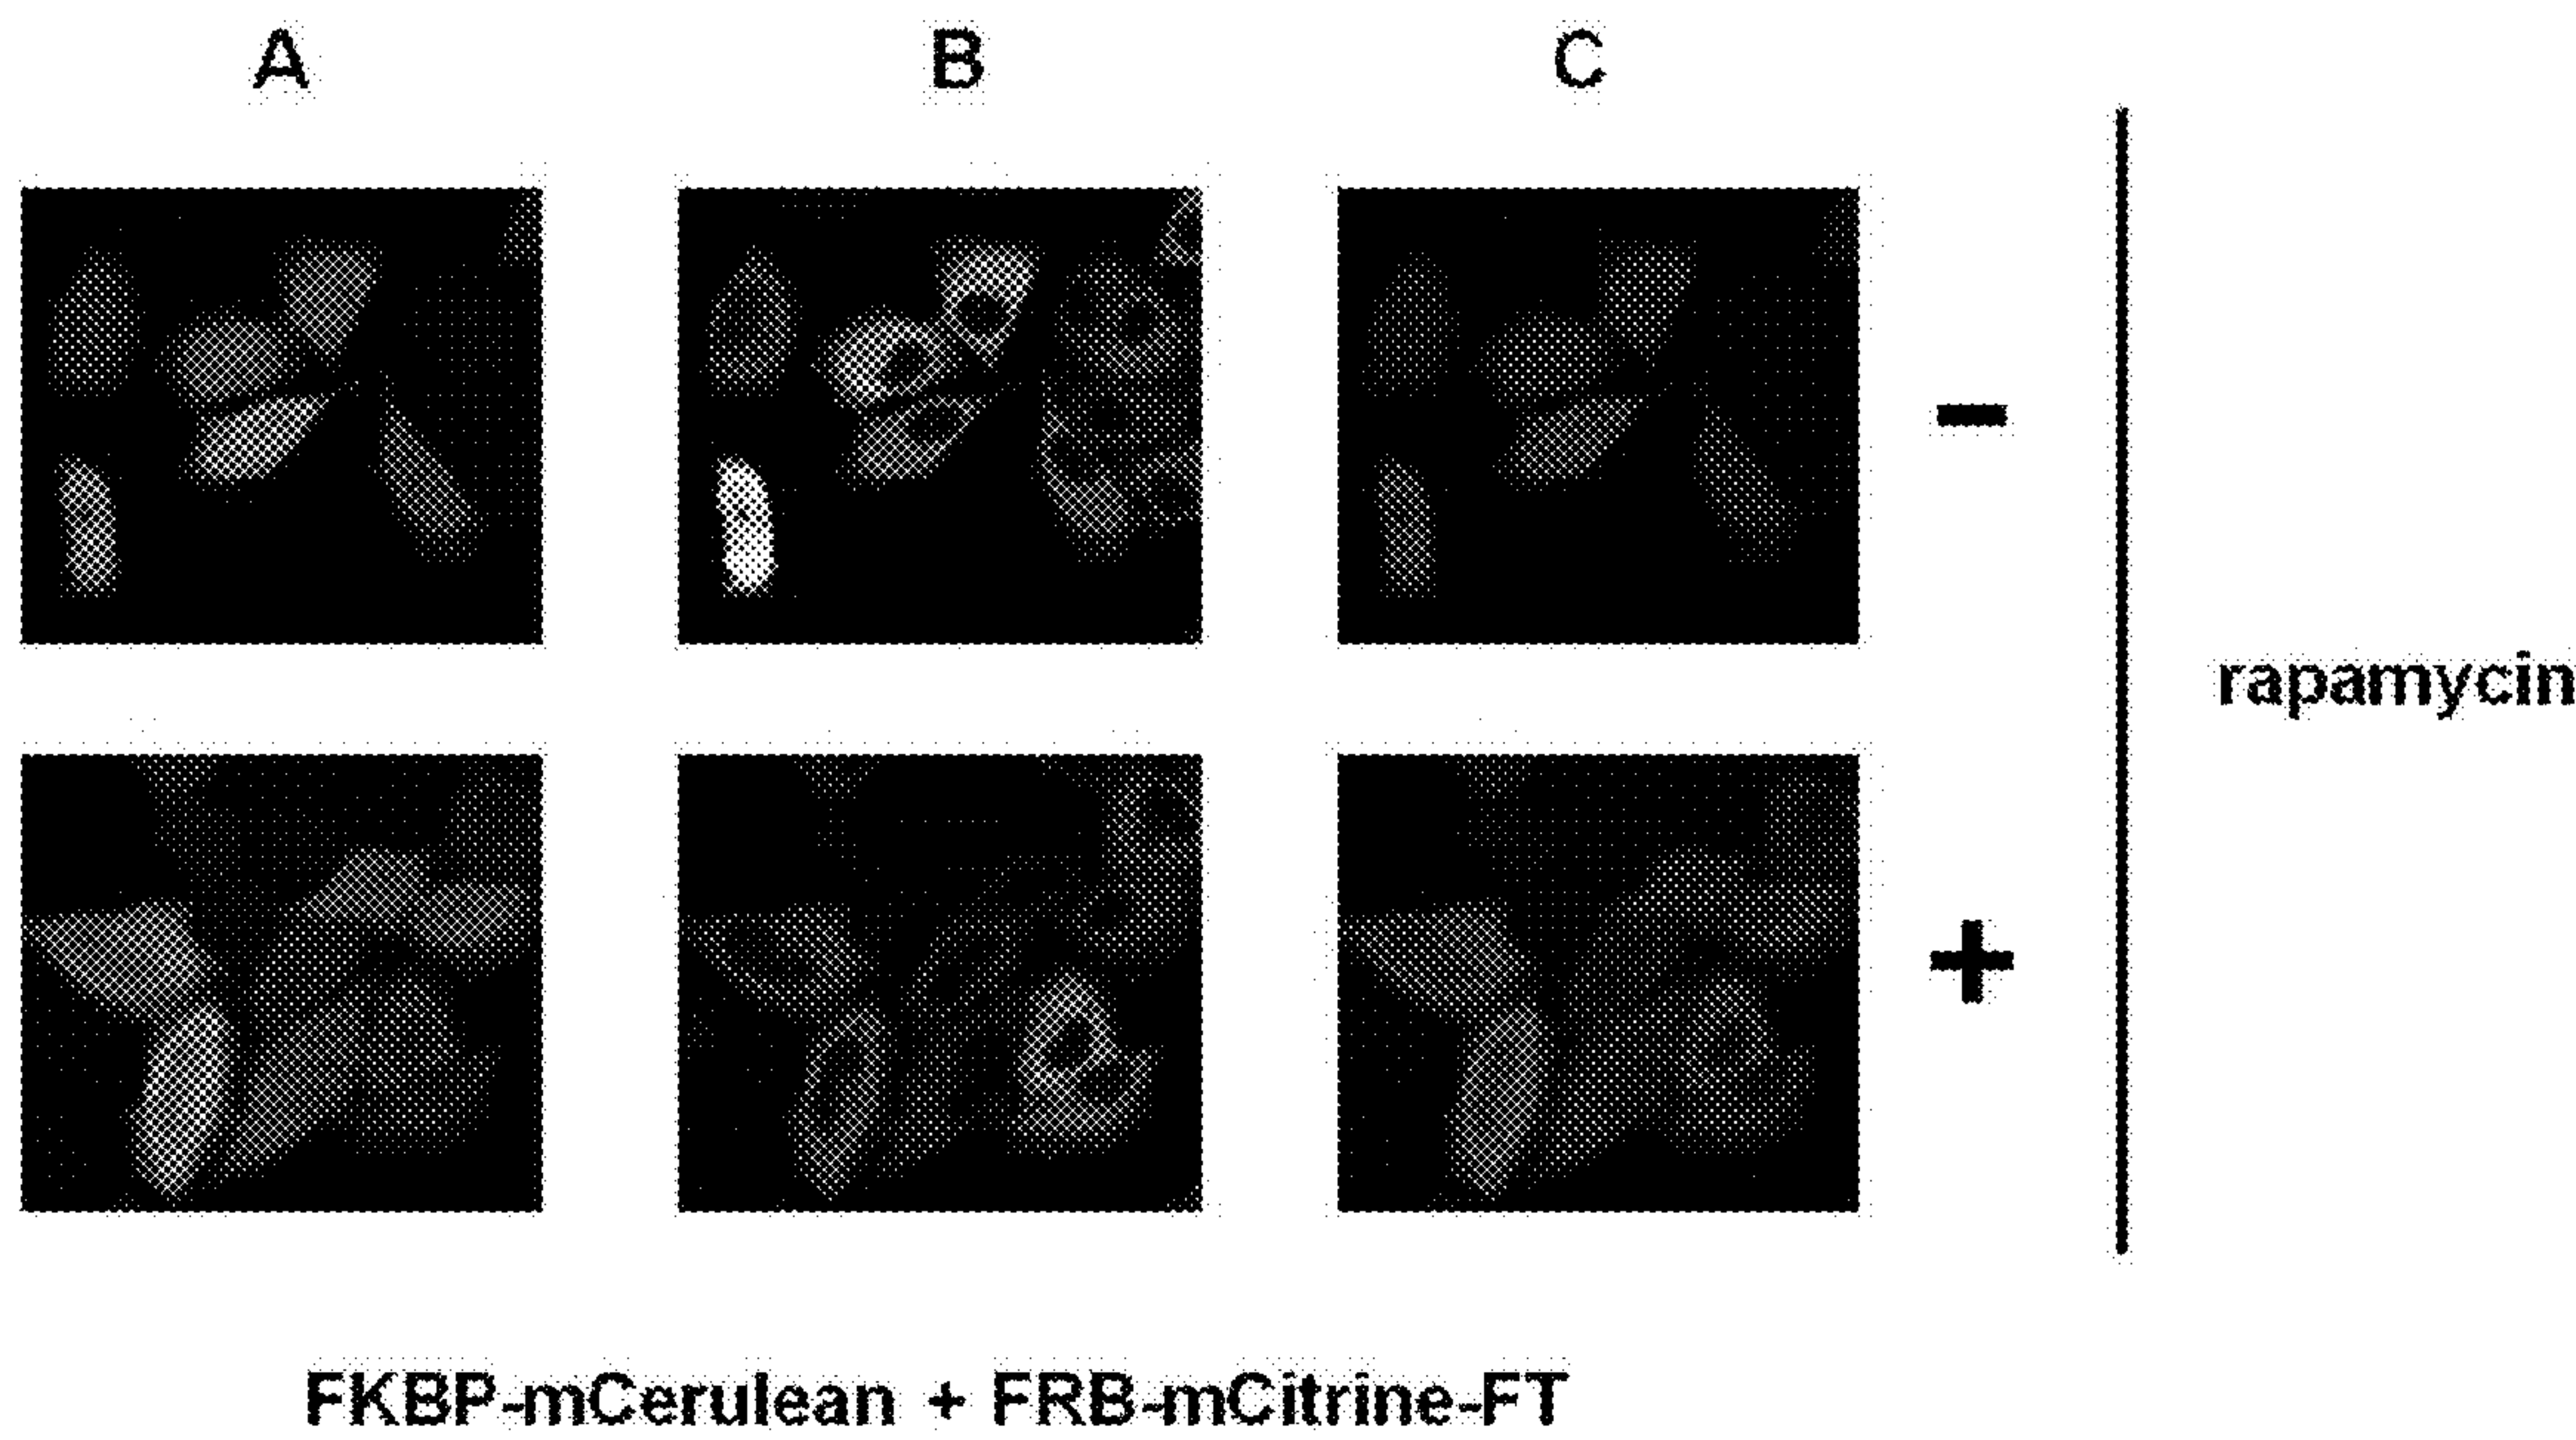 A B C
−
rapamycin
+
FKBP-mCerulean + FRB-mCitrine-FT